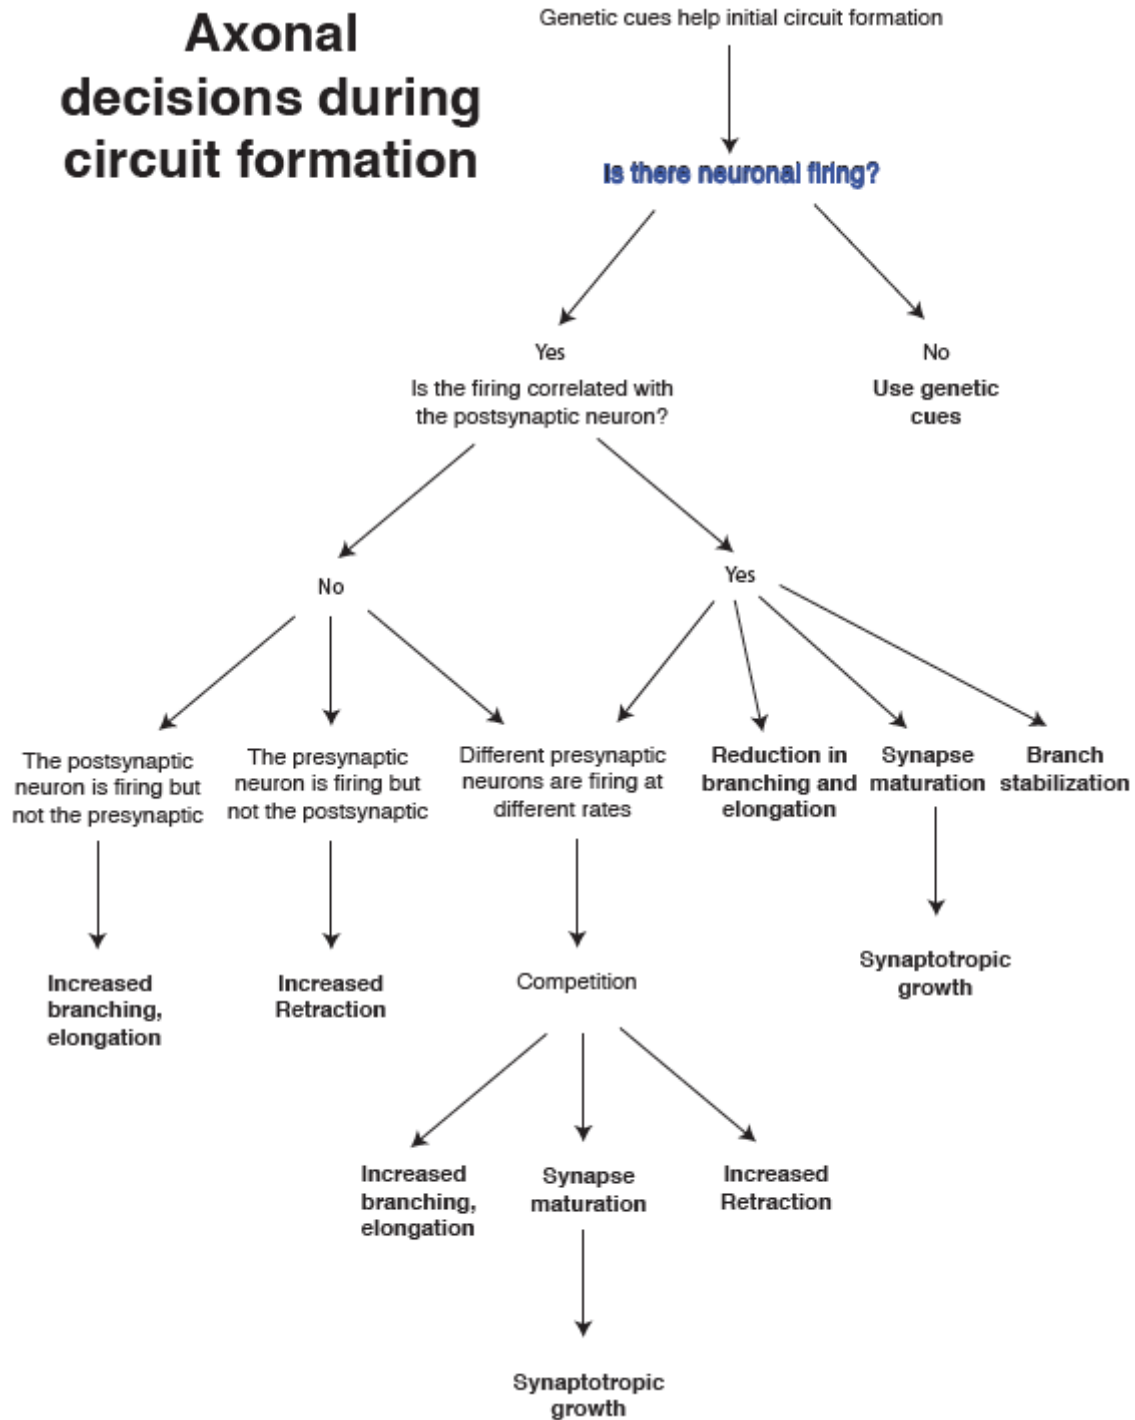 Axonal
decisions during
circuit formation
Genetic cues help initial circuit formation
Is there neuronal firing?
Yes
Is the firing correlated with
the postsynaptic neuron?
No
Use genetic
cues
No
Yes
The postsynaptic
neuron is firing but
not the presynaptic
The presynaptic
neuron is firing but
not the postsynaptic
Different presynaptic
neurons are firing at
different rates
Reduction in
branching and
elongation
Synapse
maturation
Branch
stabilization
Increased
branching,
elongation
Increased
Retraction
Competition
Synaptotropic
growth
Increased
branching,
elongation
Synapse
maturation
Increased
Retraction
Synaptotropic
growth